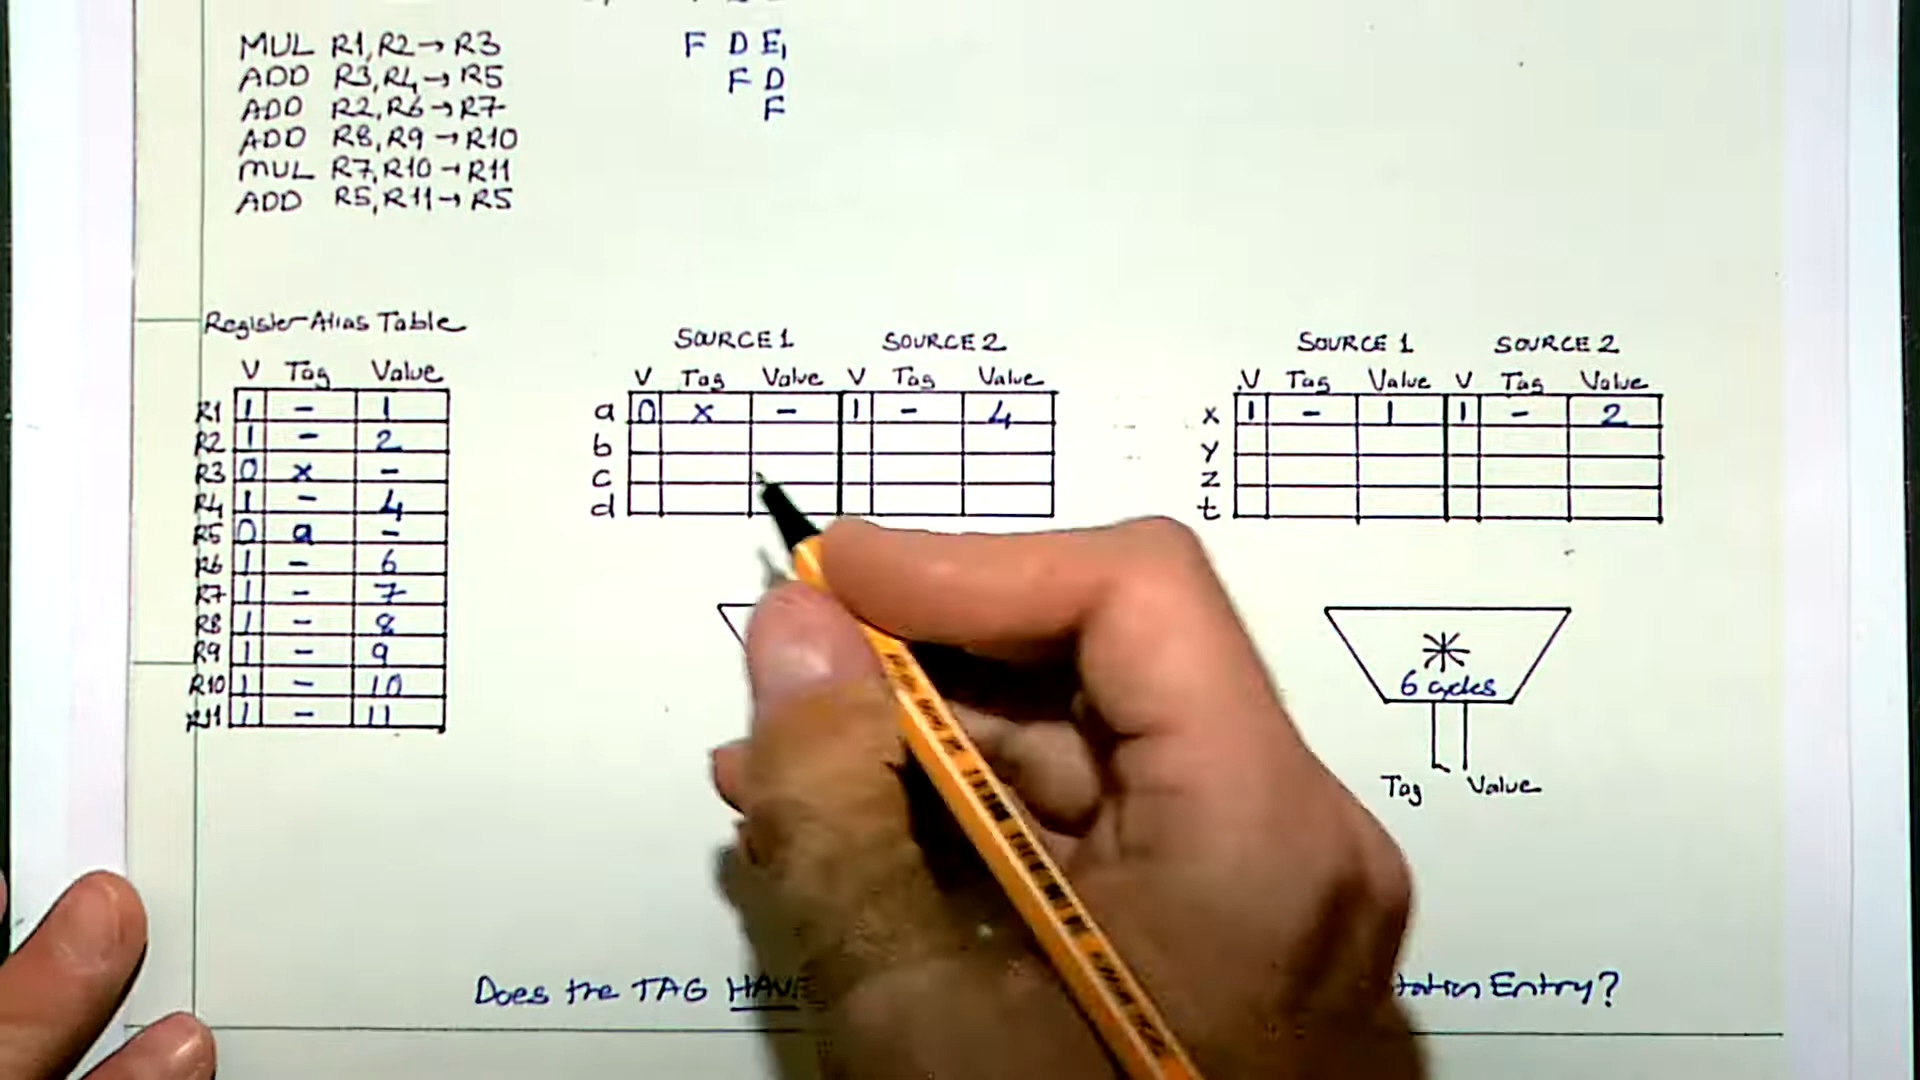 MUL R1,R2→R3 F D E1
ADD R3,R4→R5 F D
ADD R2,R6→R7 F
ADD R8,R9→R10
MUL R7,R10→R11
ADD R5,R11→R5
Register Alias Table
V Tag Value
R1 1 - 1
R2 1 - 2
R3 0 x -
R4 1 - 4
R5 0 a -
R6 1 - 6
R7 1 - 7
R8 1 - 8
R9 1 - 9
R10 1 - 10
R11 1 - 11
SOURCE 1 SOURCE 2
V Tag Value V Tag Value
a 0 x - 1 - 4
b
c
d
SOURCE 1 SOURCE 2
V Tag Value V Tag Value
x 1 - 1 1 - 2
y
z
t
*
6 cycles
Tag Value
Does the TAG HAVE Entry?